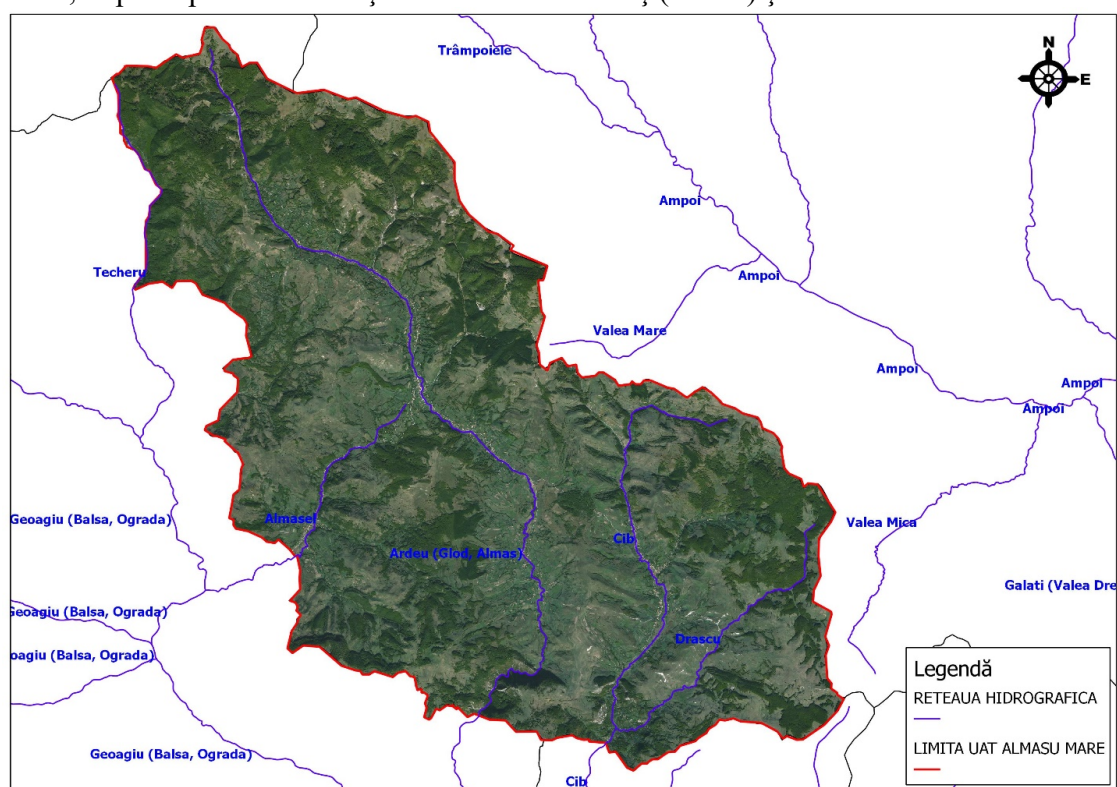 Trâmpoiele
N
E
Ampoi
Techeru
Ampoi
Valea Mare
Ampoi
Ampoi
Ampoi
Geoagiu (Balsa, Ograda)
Almasel
Valea Mica
Ardeu (Glod, Almas)
Cib
Galati (Valea Dre
Geoagiu (Balsa, Ograda)
Drascu
oagiu (Balsa, Ograda)
Legendă
RETEAUA HIDROGRAFICA
LIMITA UAT ALMASU MARE
Geoagiu (Balsa, Ograda)
Cib